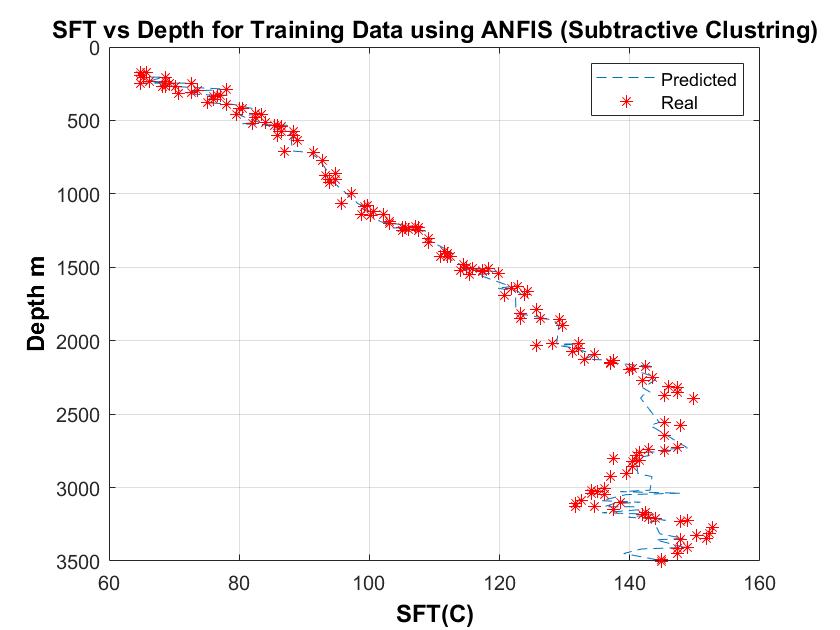 SFT vs Depth for Training Data using ANFIS (Subtractive Clustring)
0
500
1000
1500
2000
2500
3000
3500
Depth m
Predicted
Real
60
80
100
120
140
160
SFT(C)